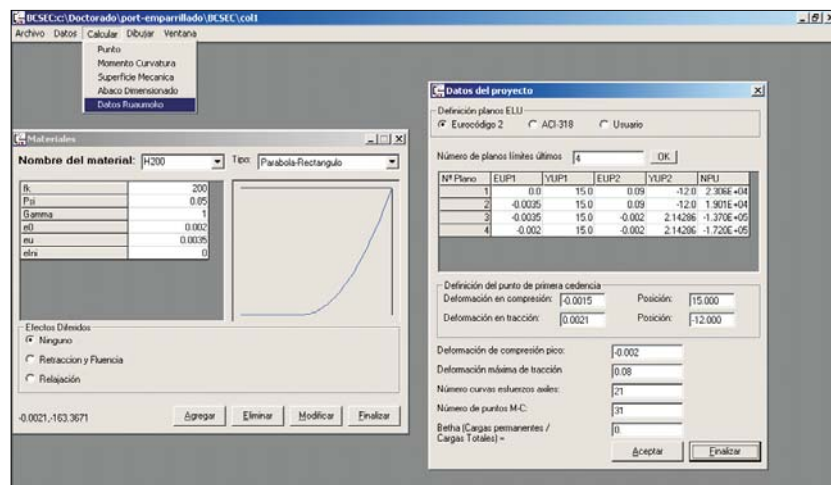 BCSEC:c:\Doctorado\port-emparrillado\BCSEC\col1
Archivo Datos Calcular Dibujar Ventana
Punto
Momento Curvatura
Superficie Mecanica
Abaco Dimensionado
Datos Ruaumoko
Materiales
Nombre del material: H200 Tipo: Parabola-Rectangulo
fk 200
Psi 0.05
Gamma 1
e0 0.002
eu 0.0035
eIni 0
Efectos Diferidos
Ninguno
Retraccion y Fluencia
Relajación
-0.0021,-163.3671 Agregar Eliminar Modificar Finalizar
Datos del proyecto
Definición planos ELU
Eurocódigo 2 ACI-318 Usuario
Número de planos límites últimos 4 OK
Nº Plano EUP1 YUP1 EUP2 YUP2 NPU
1 0.0 15.0 0.09 -12.0 2.306E+04
2 -0.0035 15.0 0.09 -12.0 1.901E+04
3 -0.0035 15.0 -0.002 2.14286 -1.370E+05
4 -0.002 15.0 -0.002 2.14286 -1.720E+05
Definición del punto de primera cedencia
Deformación en compresión: -0.0015 Posición: 15.000
Deformación en tracción: 0.0021 Posición: -12.000
Deformación de compresión pico: -0.002
Deformación máxima de tracción 0.08
Número curvas esfuerzos axiles: 21
Número de puntos M-C: 31
Betha (Cargas permanentes /
Cargas Totales) = 0.
Aceptar Finalizar